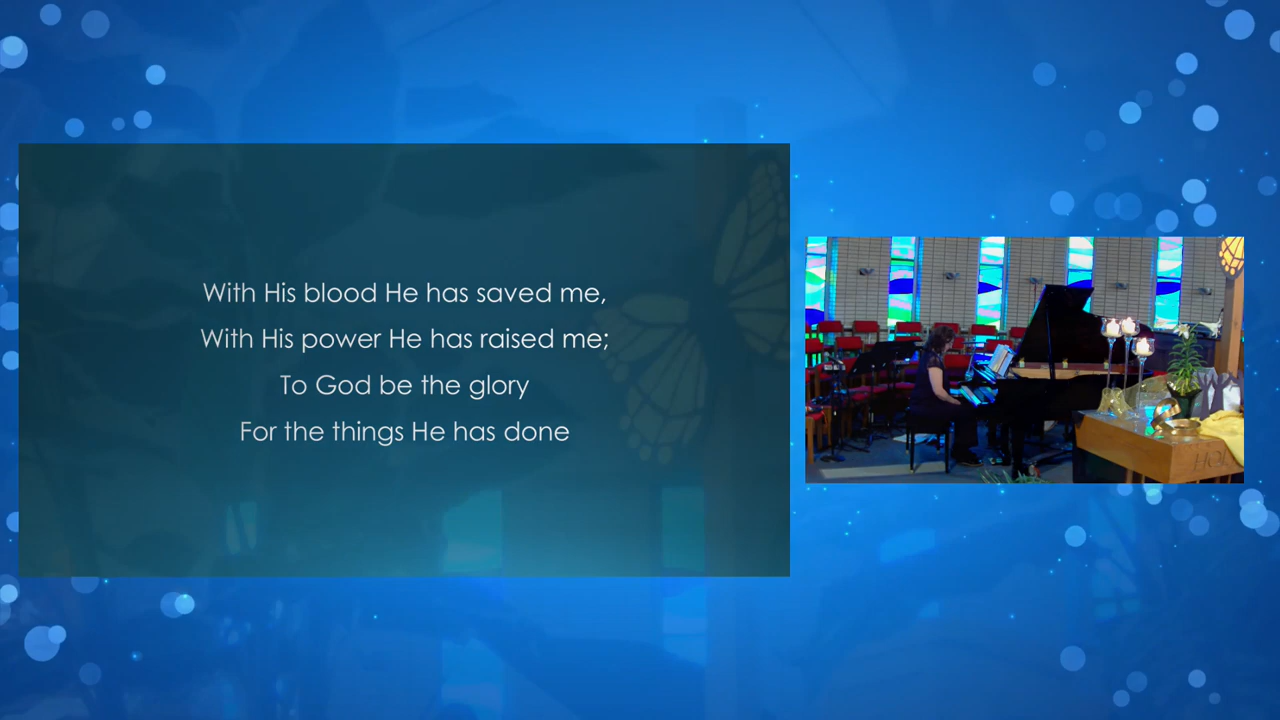 With His blood He has saved me,
With His power He has raised me;
To God be the glory
For the things He has done